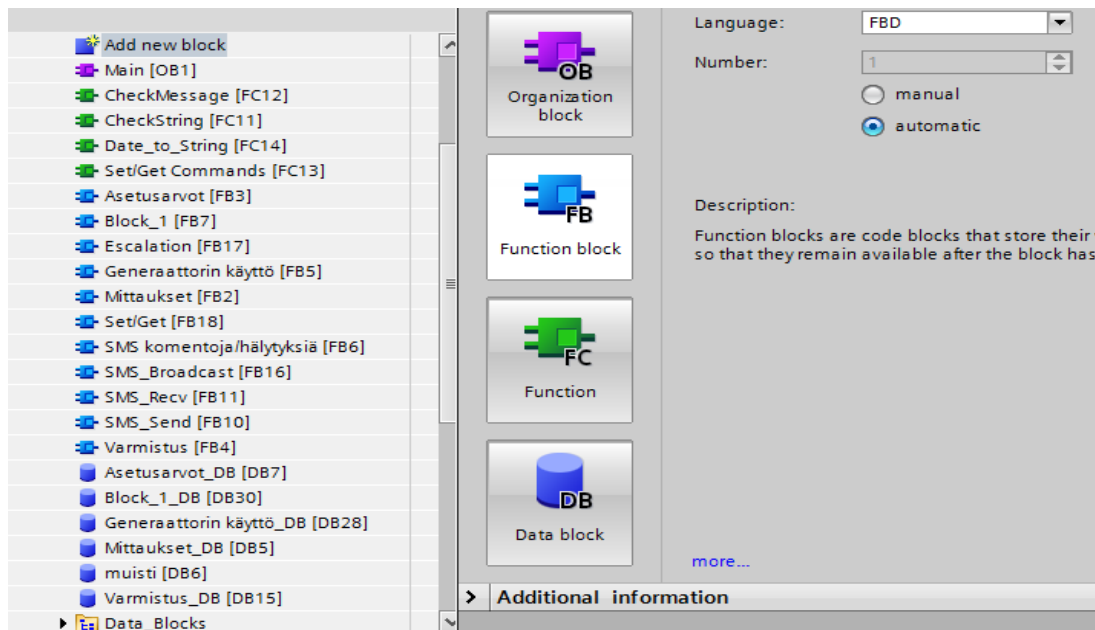 Add new block
Main [OB1]
CheckMessage [FC12]
CheckString [FC11]
Date_to_String [FC14]
Set/Get Commands [FC13]
Asetusarvot [FB3]
Block_1 [FB7]
Escalation [FB17]
Generaattorin käyttö [FB5]
Mittaukset [FB2]
Set/Get [FB18]
SMS komentoja/hälytyksiä [FB6]
SMS_Broadcast [FB16]
SMS_Recv [FB11]
SMS_Send [FB10]
Varmistus [FB4]
Asetusarvot_DB [DB7]
Block_1_DB [DB30]
Generaattorin käyttö_DB [DB28]
Mittaukset_DB [DB5]
muisti [DB6]
Varmistus_DB [DB15]
Data_Blocks
OB
Organization
block
FB
Function block
FC
Function
DB
Data block
Language:
FBD
Number:
1
manual
automatic
Description:
Function blocks are code blocks that store their
so that they remain available after the block has
more...
Additional information